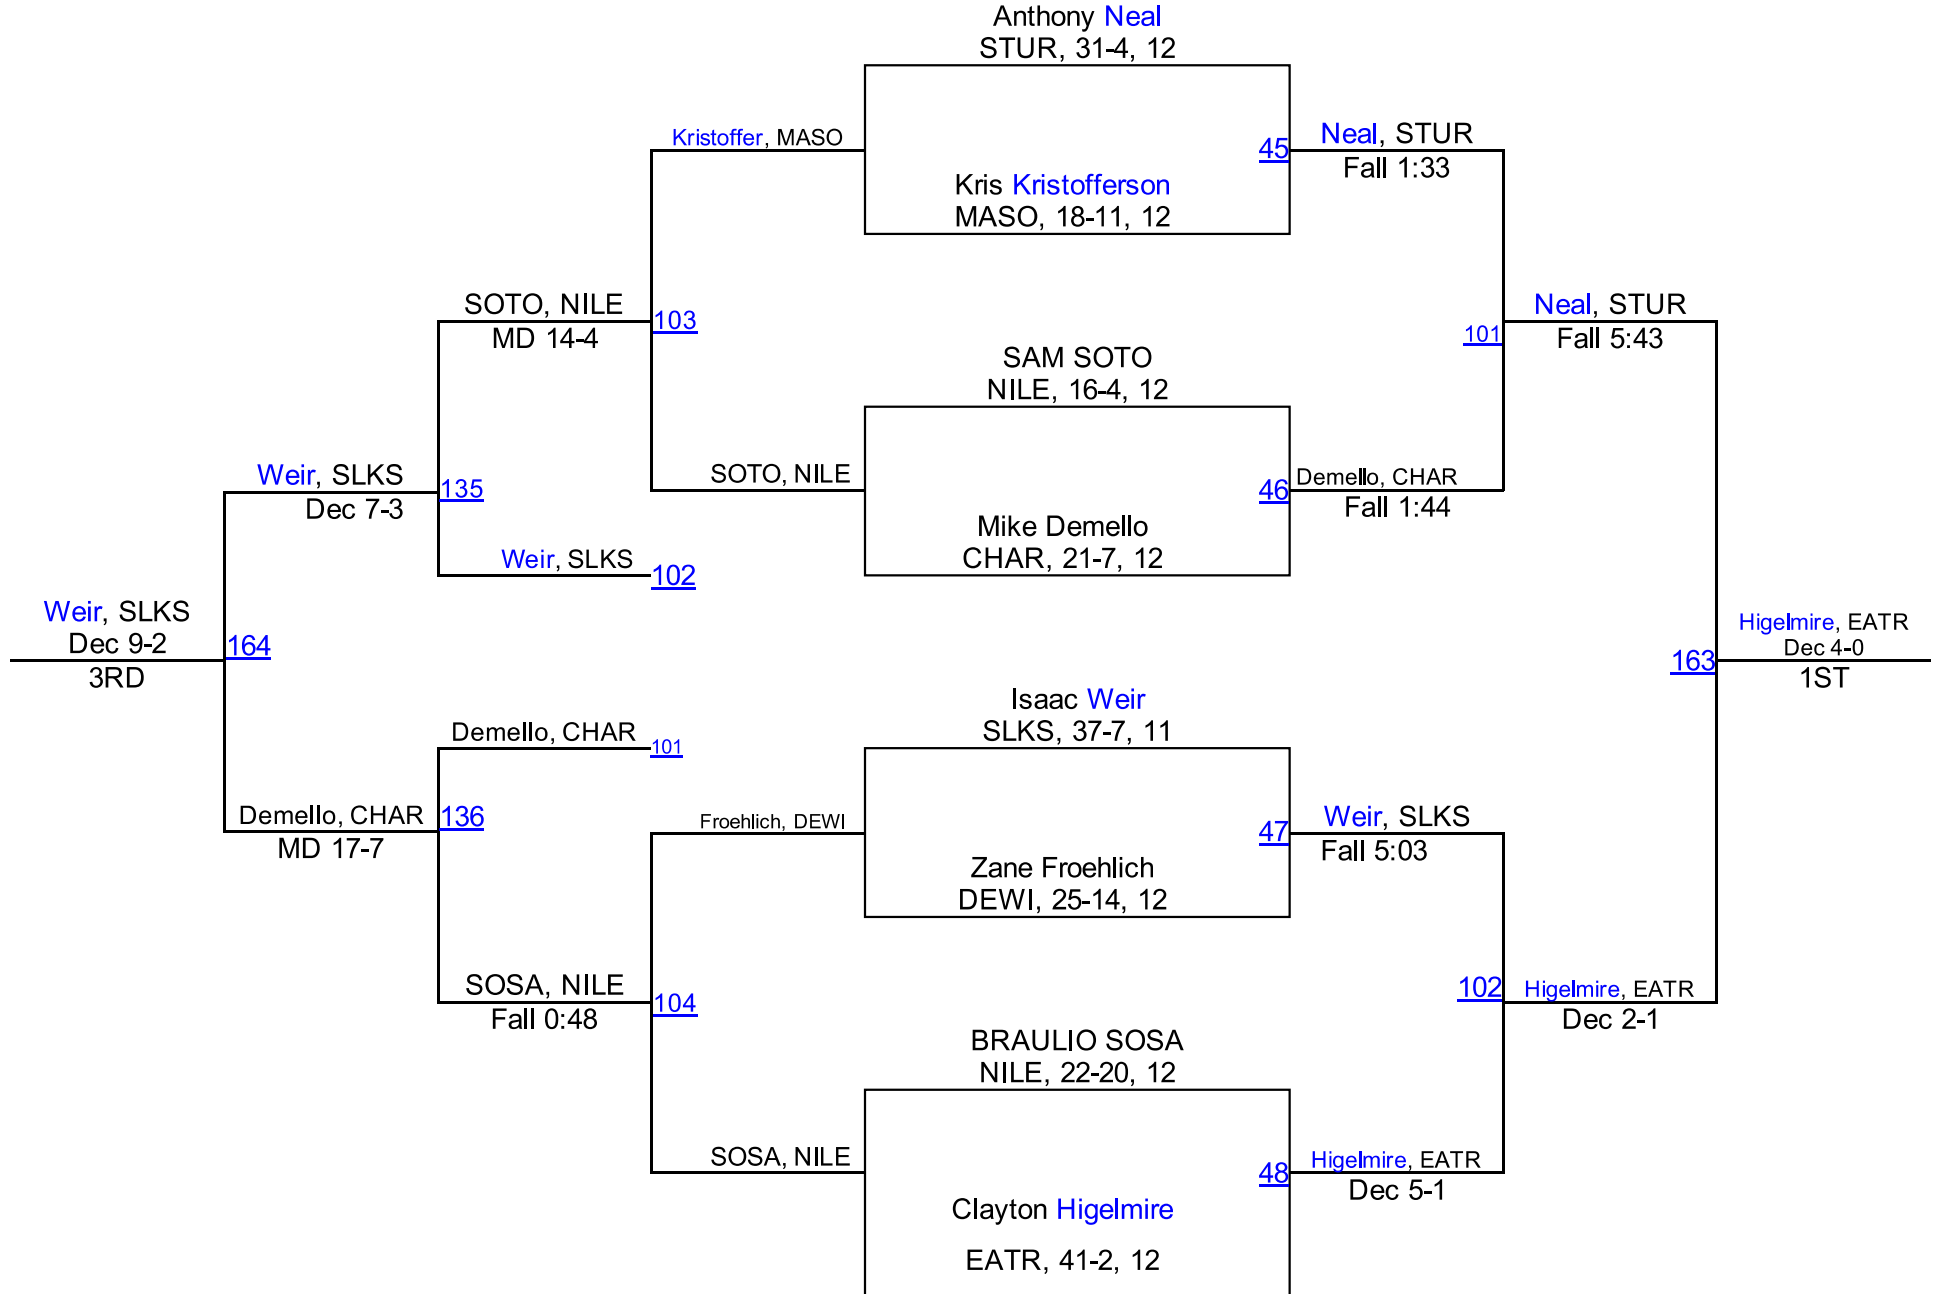 Anthony Neal
STUR, 31-4, 12
Kristoffer, MASO
45
Neal, STUR
Fall 1:33
Kris Kristofferson
MASO, 18-11, 12
SOTO, NILE
MD 14-4
103
101
Neal, STUR
Fall 5:43
SAM SOTO
NILE, 16-4, 12
SOTO, NILE
46
Demello, CHAR
Fall 1:44
Mike Demello
CHAR, 21-7, 12
Weir, SLKS
Dec 7-3
135
Weir, SLKS
102
Weir, SLKS
Dec 9-2
3RD
164
163
Higelmire, EATR
Dec 4-0
1ST
Isaac Weir
SLKS, 37-7, 11
Demello, CHAR
101
Demello, CHAR
MD 17-7
136
Froehlich, DEWI
47
Weir, SLKS
Fall 5:03
Zane Froehlich
DEWI, 25-14, 12
SOSA, NILE
Fall 0:48
104
102
Higelmire, EATR
Dec 2-1
BRAULIO SOSA
NILE, 22-20, 12
SOSA, NILE
48
Higelmire, EATR
Dec 5-1
Clayton Higelmire
EATR, 41-2, 12